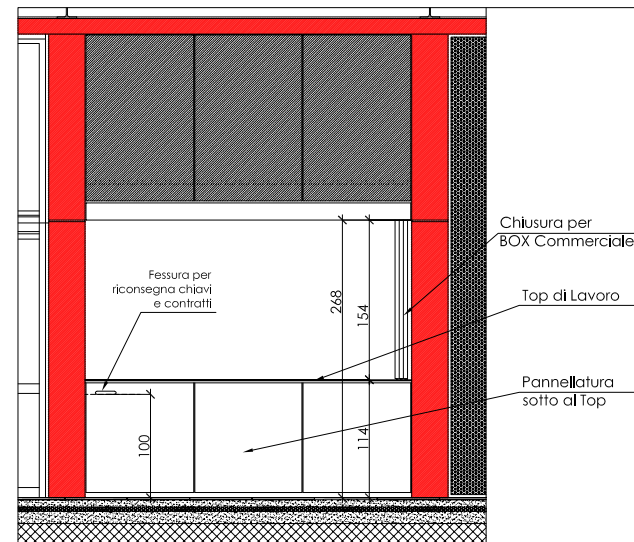 Chiusura per
BOX Commerciale
Fessura per
riconsegna chiavi
e contratti
268
154
Top di Lavoro
Pannellatura
sotto al Top
100
114